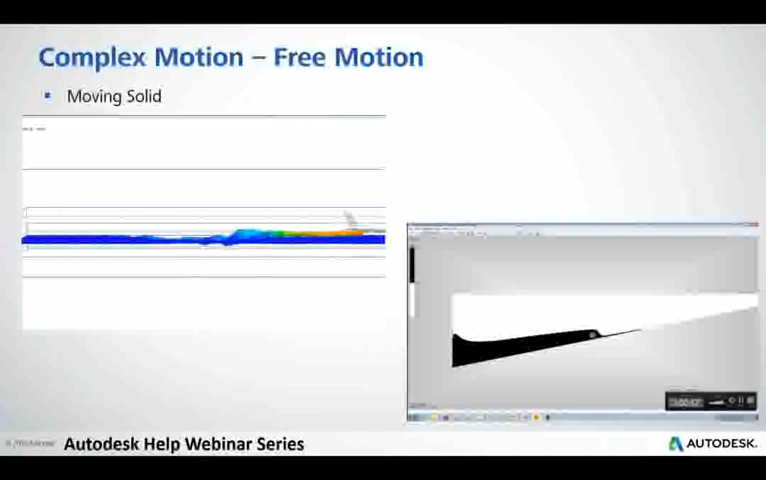 Complex Motion – Free Motion
▪ Moving Solid
Autodesk Help Webinar Series
AUTODESK.